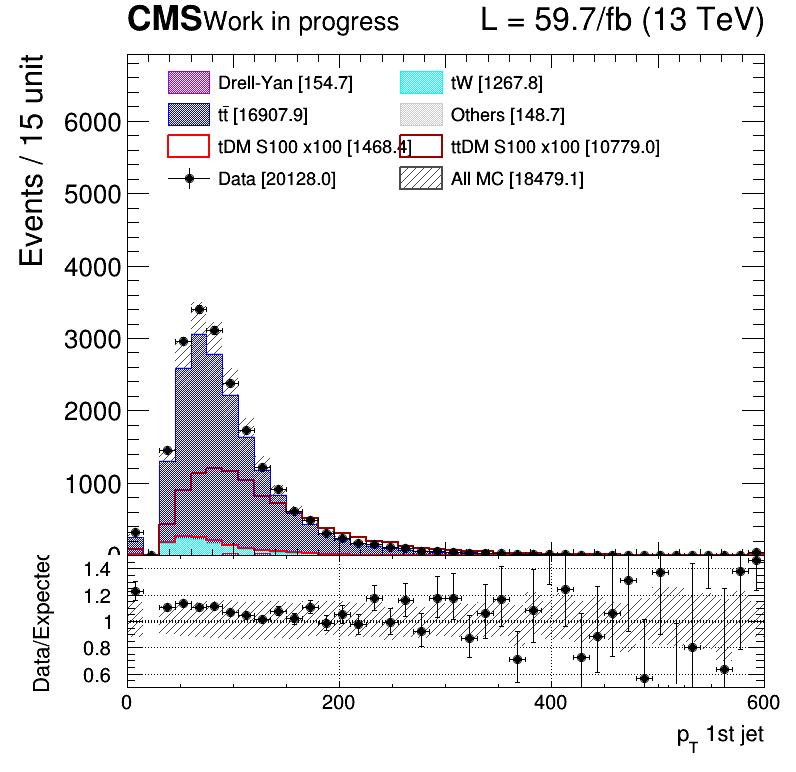 CMS Work in progress L = 59.7/fb (13 TeV)
Events / 15 unit
Drell-Yan [154.7] tW [1267.8]
tt̄ [16907.9] Others [148.7]
tDM S100 x100 [1468.4] ttDM S100 x100 [10779.0]
Data [20128.0] All MC [18479.1]
6000
5000
4000
3000
2000
1000
0
Data/Expected
1.4
1.2
1
0.8
0.6
0 200 400 600
p_T 1st jet